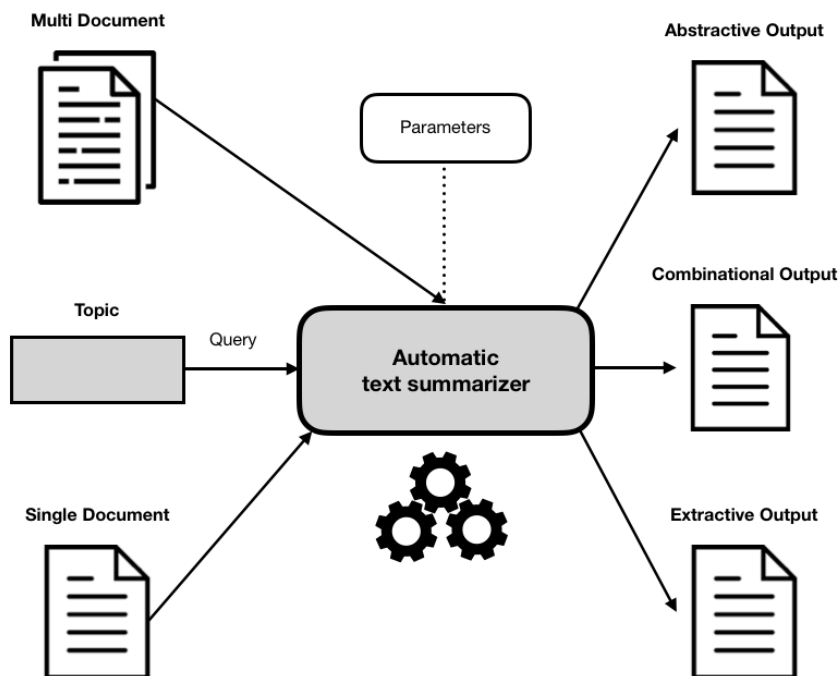 Multi Document
Abstractive Output
Parameters
Combinational Output
Topic
Query
Automatic
text summarizer
Single Document
Extractive Output